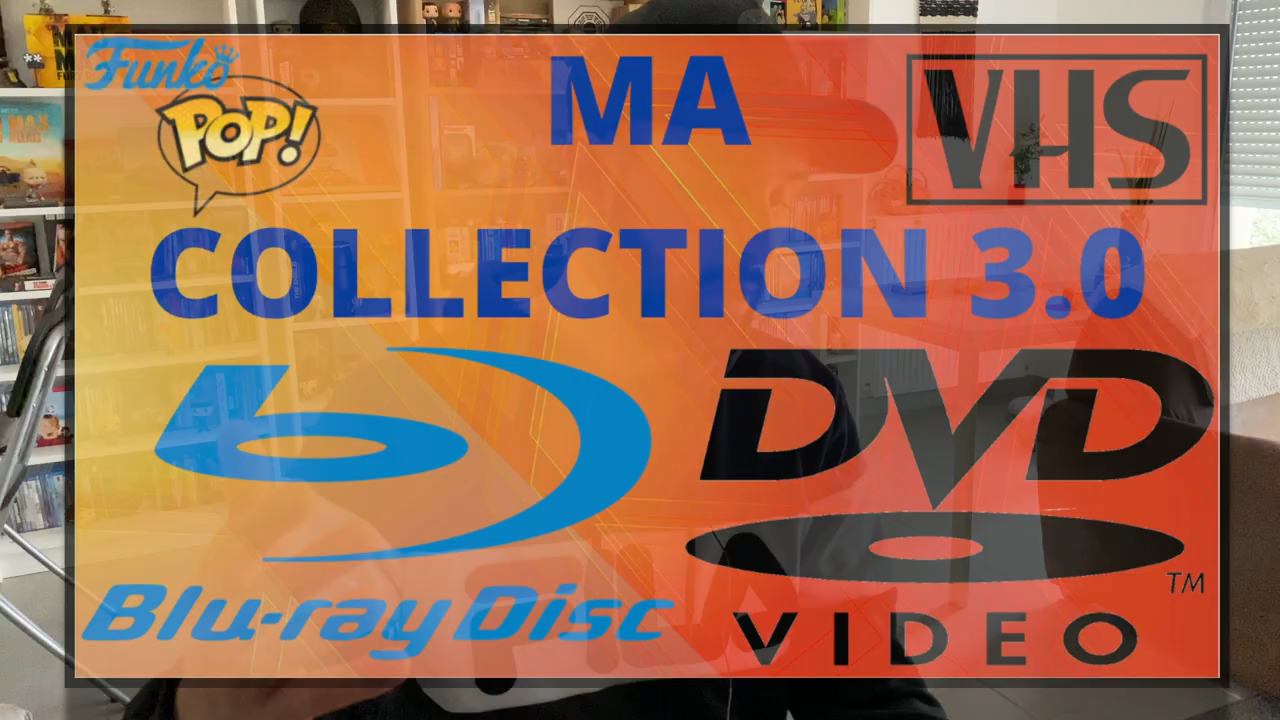 Funko
POP!
MA
VHS
COLLECTION 3.0
Blu-ray Disc
DVD
TM
VIDEO